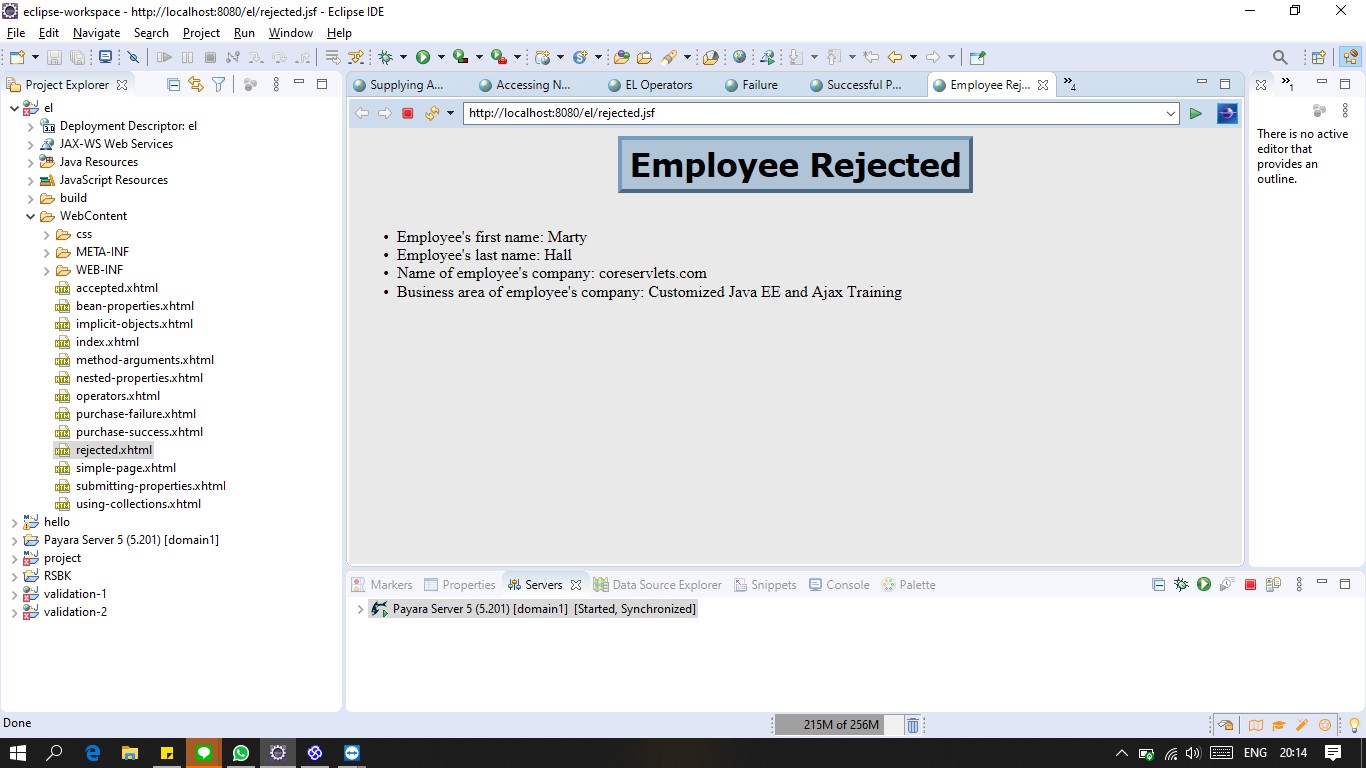 eclipse-workspace - http://localhost:8080/el/rejected.jsf - Eclipse IDE
File Edit Navigate Search Project Run Window Help
Project Explorer
el
Deployment Descriptor: el
JAX-WS Web Services
Java Resources
JavaScript Resources
build
WebContent
css
META-INF
WEB-INF
accepted.xhtml
bean-properties.xhtml
implicit-objects.xhtml
index.xhtml
method-arguments.xhtml
nested-properties.xhtml
operators.xhtml
purchase-failure.xhtml
purchase-success.xhtml
rejected.xhtml
simple-page.xhtml
submitting-properties.xhtml
using-collections.xhtml
hello
Payara Server 5 (5.201) [domain1]
project
RSBK
validation-1
validation-2
Supplying A... Accessing N... EL Operators Failure Successful P... Employee Rej... »4
http://localhost:8080/el/rejected.jsf
Employee Rejected
• Employee's first name: Marty
• Employee's last name: Hall
• Name of employee's company: coreservlets.com
• Business area of employee's company: Customized Java EE and Ajax Training
»1
There is no active
editor that
provides an
outline.
Markers Properties Servers Data Source Explorer Snippets Console Palette
Payara Server 5 (5.201) [domain1] [Started, Synchronized]
Done
215M of 256M
ENG 20:14